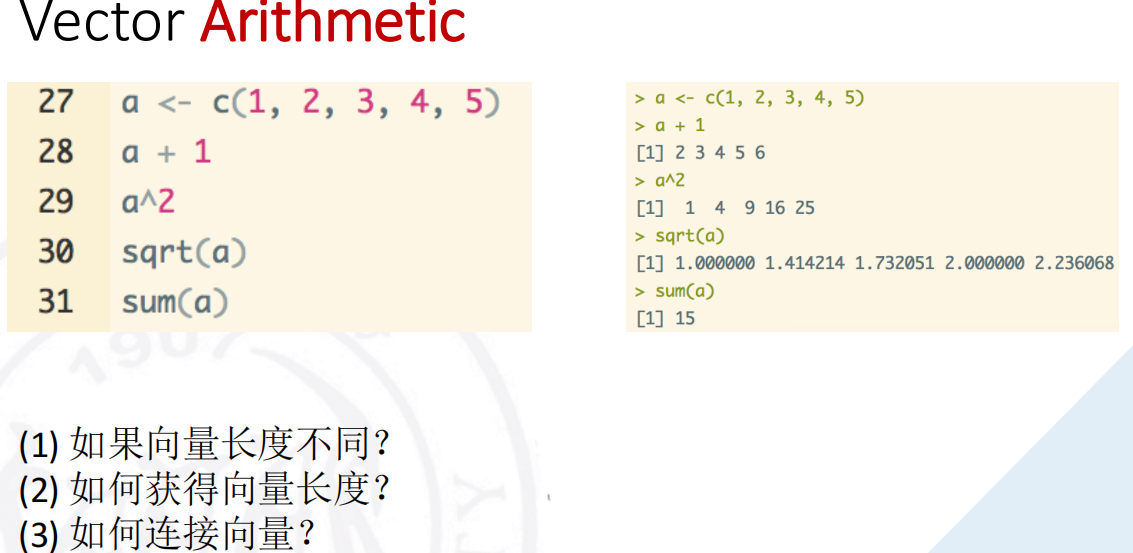 Vector Arithmetic
27 a <- c(1, 2, 3, 4, 5)
28 a + 1
29 a^2
30 sqrt(a)
31 sum(a)
> a <- c(1, 2, 3, 4, 5)
> a + 1
[1] 2 3 4 5 6
> a^2
[1]  1  4  9 16 25
> sqrt(a)
[1] 1.000000 1.414214 1.732051 2.000000 2.236068
> sum(a)
[1] 15
1907
(1) 如果向量长度不同?
(2) 如何获得向量长度?
(3) 如何连接向量?